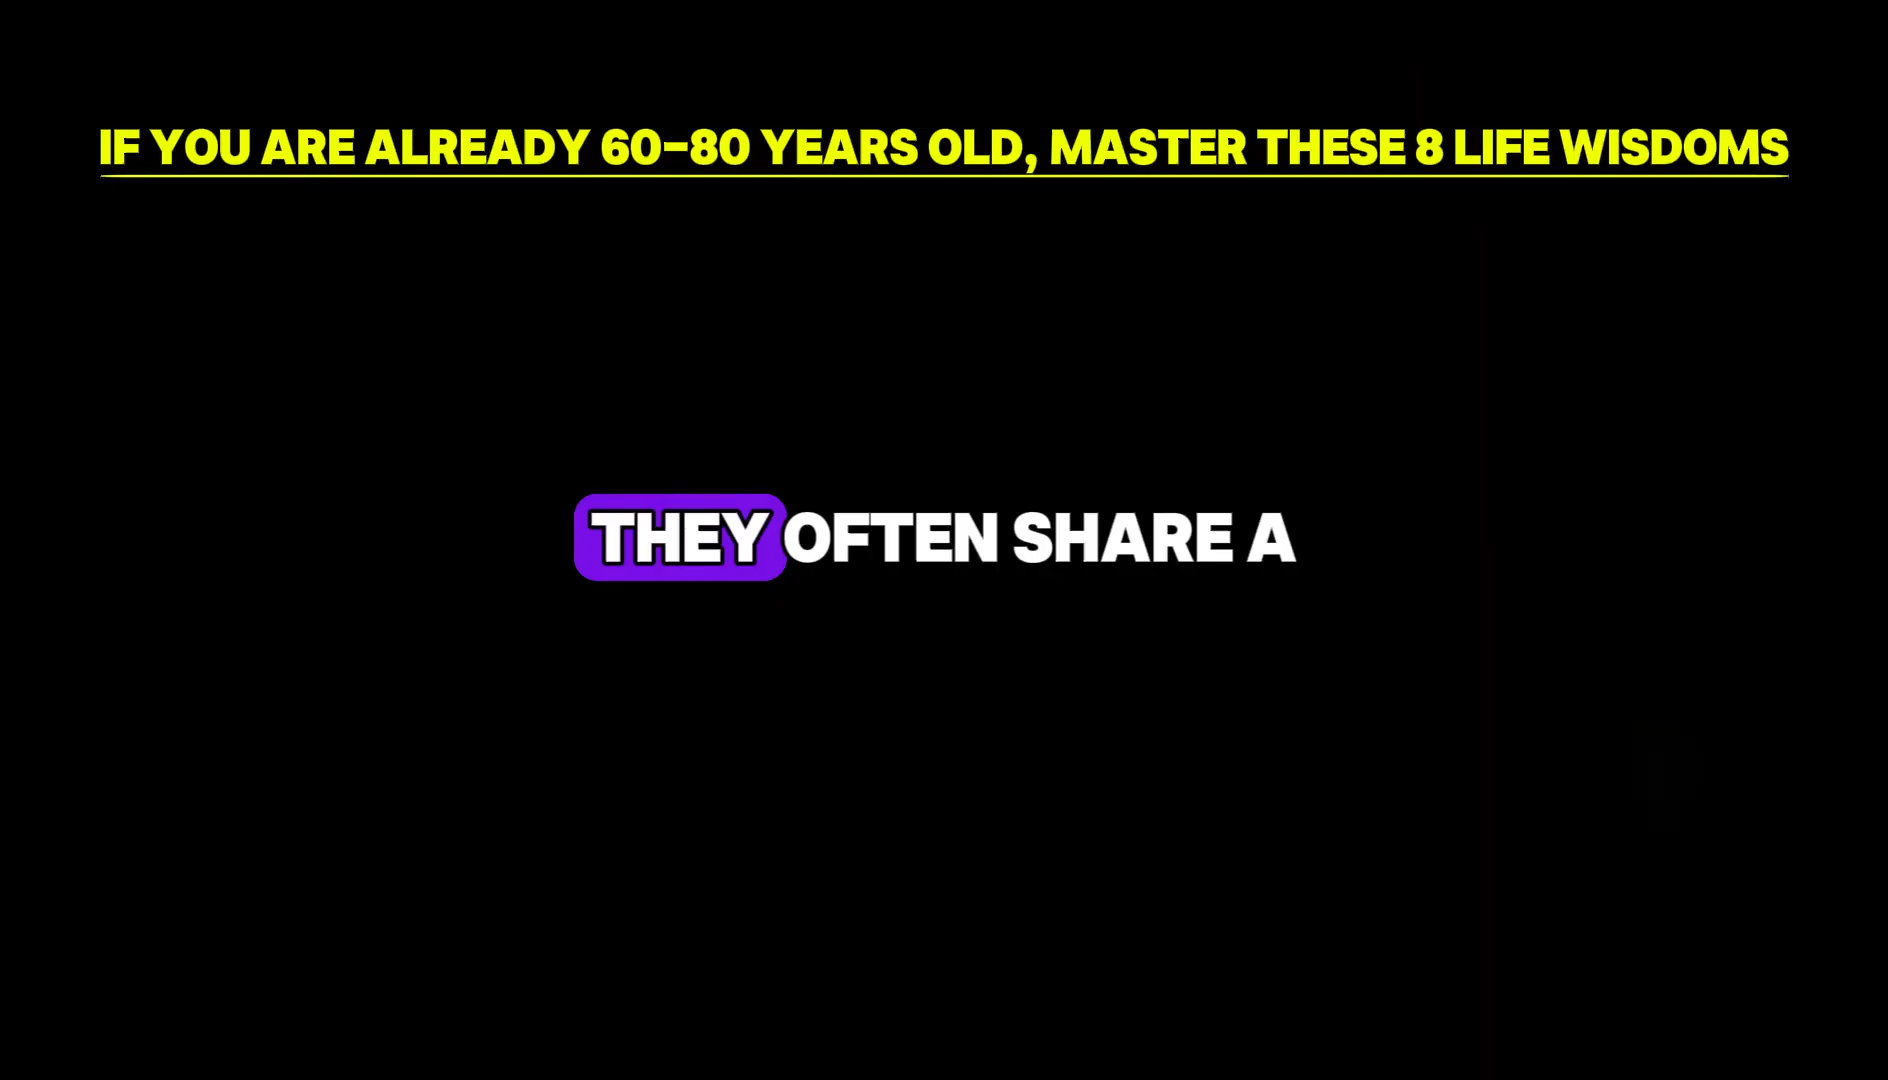 IF YOU ARE ALREADY 60–80 YEARS OLD, MASTER THESE 8 LIFE WISDOMS
THEY OFTEN SHARE A